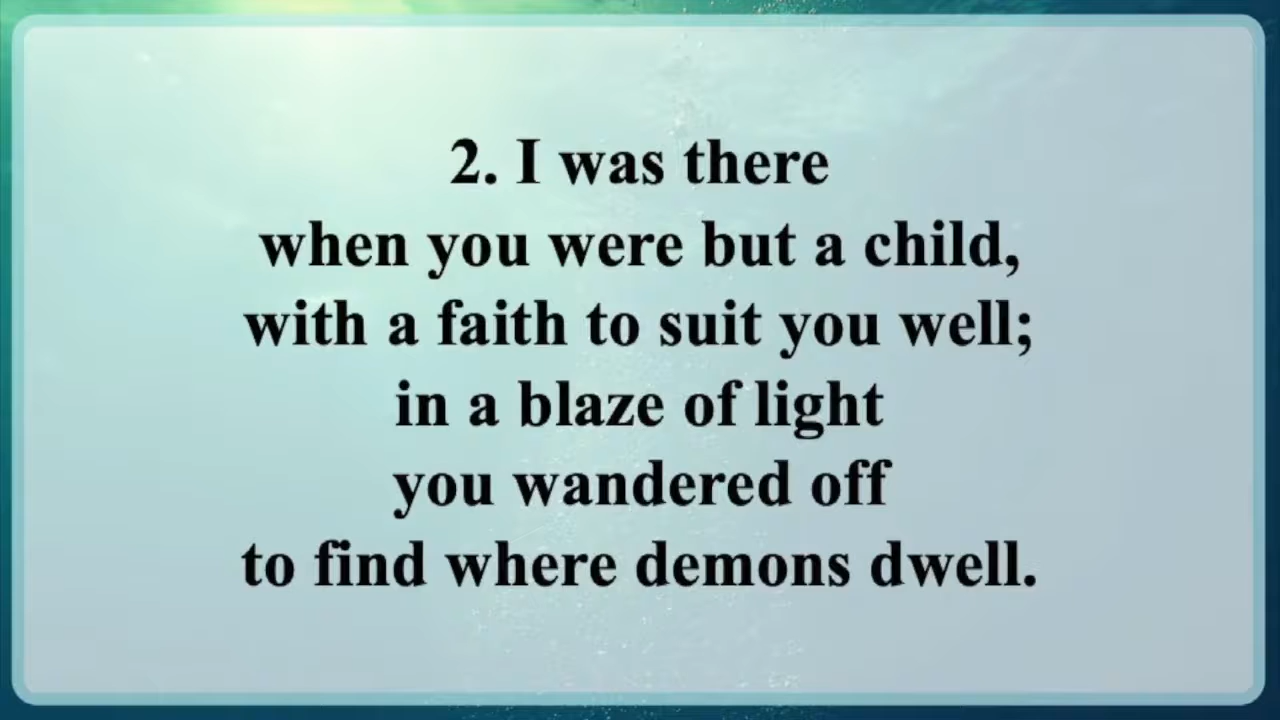 2. I was there
when you were but a child,
with a faith to suit you well;
in a blaze of light
you wandered off
to find where demons dwell.